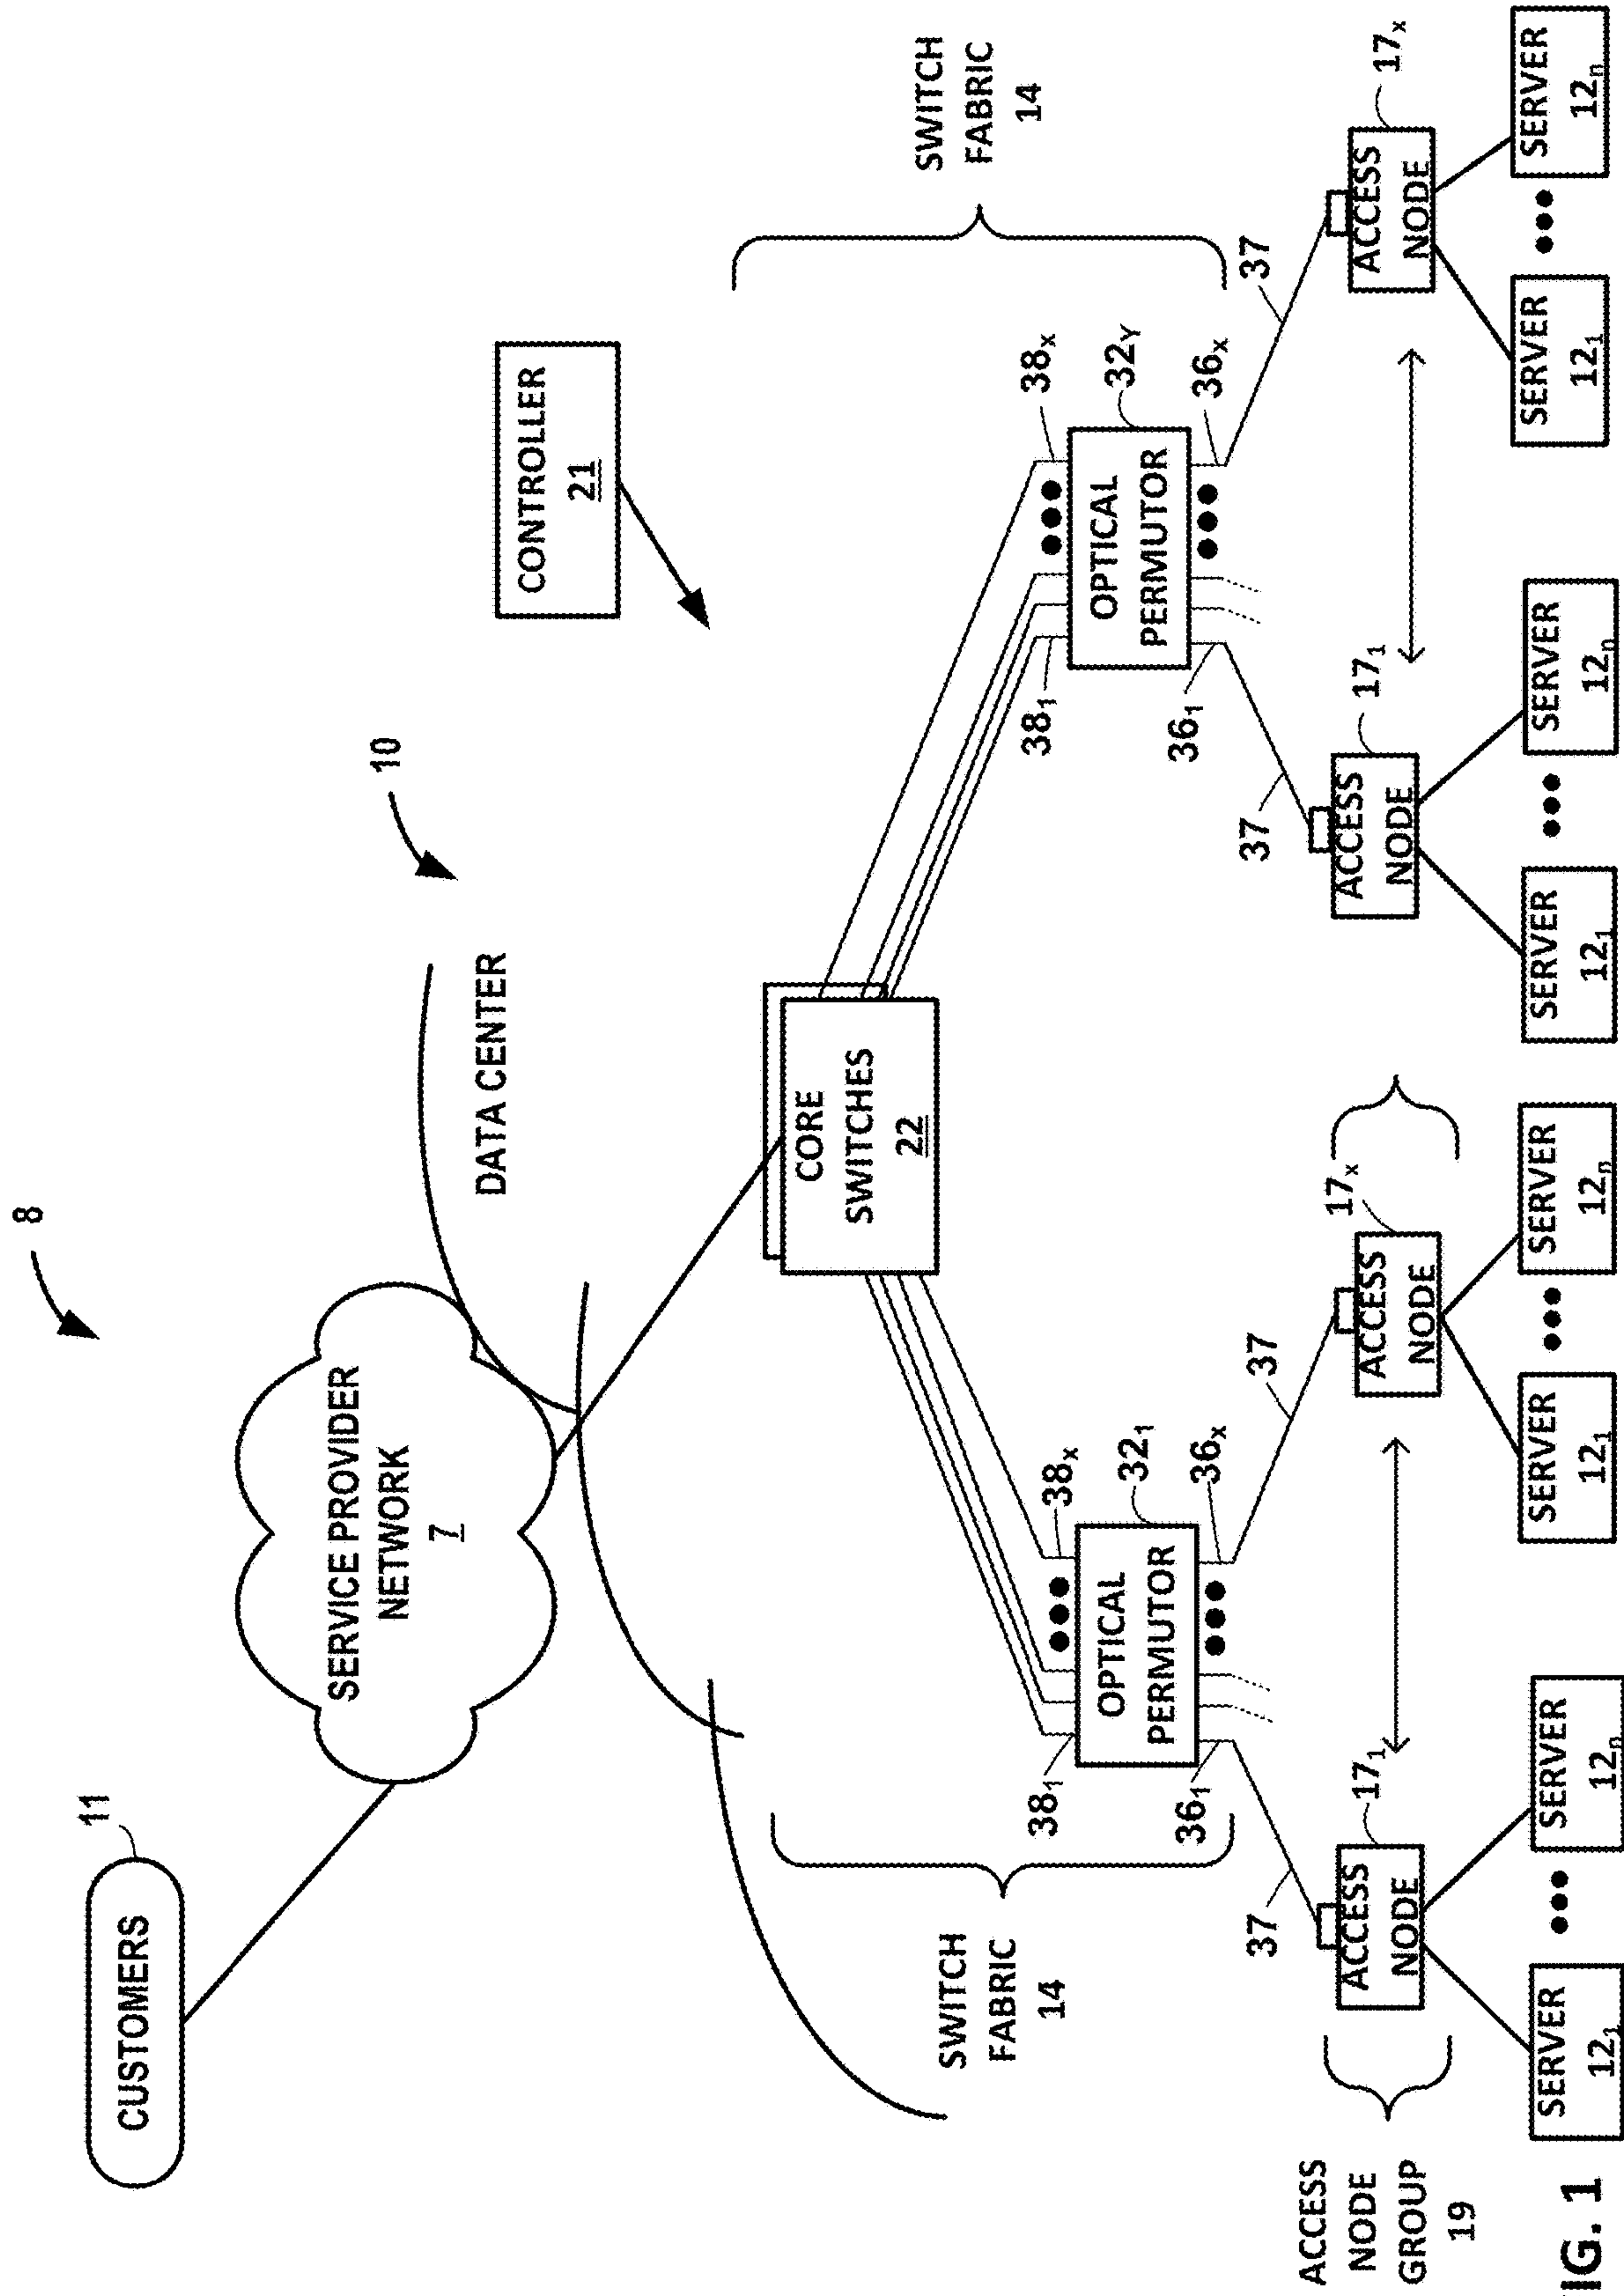 8
CUSTOMERS
11
SERVICE PROVIDER
NETWORK
7
10
DATA CENTER
CONTROLLER
21
CORE
SWITCHES
22
SWITCH
FABRIC
14
SWITCH
FABRIC
14
38₁
38ₓ
OPTICAL
PERMUTOR
32₁
36₁
36ₓ
38₁
38ₓ
OPTICAL
PERMUTOR
32Y
36₁
36ₓ
37
37
37
37
ACCESS
NODE
GROUP
19
ACCESS
NODE
17₁
ACCESS
NODE
17ₓ
ACCESS
NODE
17₁
ACCESS
NODE
17ₓ
SERVER
12₁
SERVER
12ₙ
SERVER
12₁
SERVER
12ₙ
SERVER
12₁
SERVER
12ₙ
SERVER
12₁
SERVER
12ₙ
IG. 1